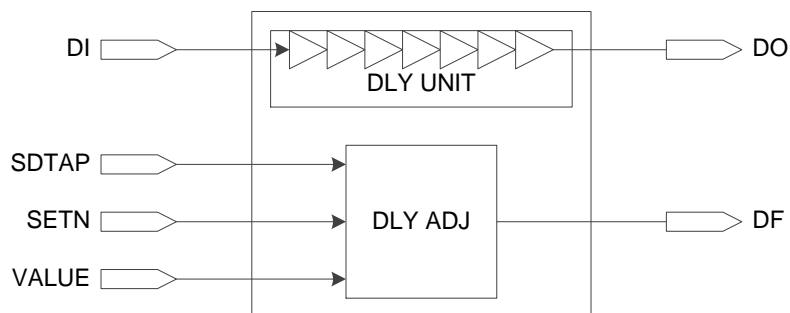 DI
DO
DLY UNIT
SDTAP
SETN
DLY ADJ
DF
VALUE